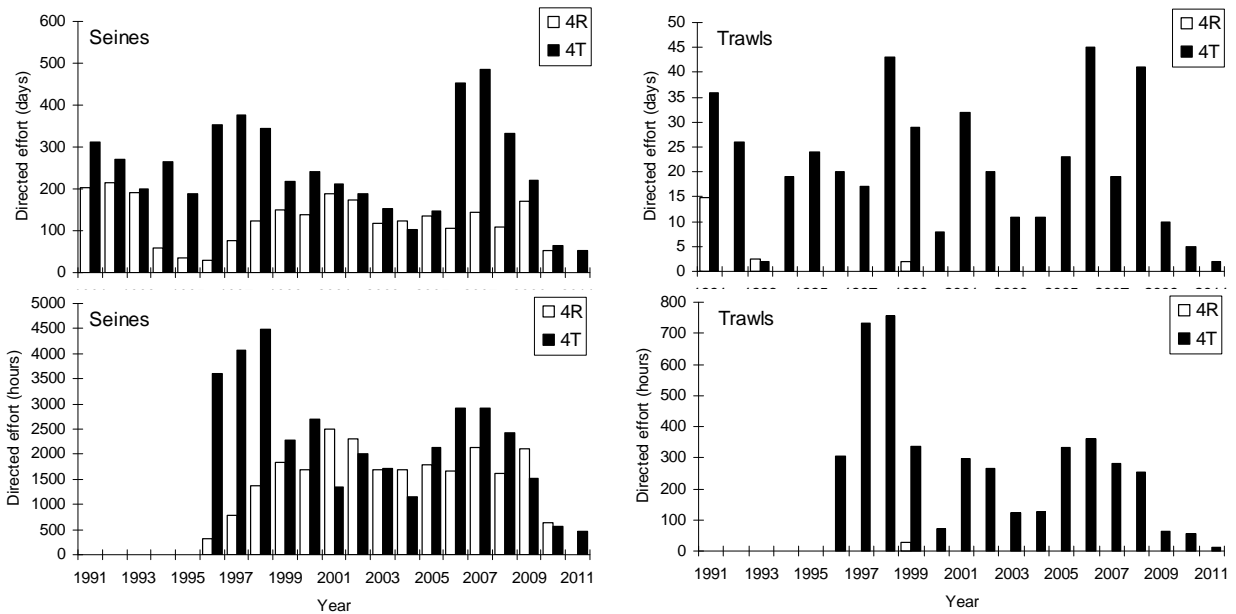 Seines
4R
4T
Directed effort (days)
600
500
400
300
200
100
0
Trawls
4R
4T
Directed effort (days)
50
45
40
35
30
25
20
15
10
5
0
Seines
4R
4T
Directed effort (hours)
5000
4500
4000
3500
3000
2500
2000
1500
1000
500
0
1991 1993 1995 1997 1999 2001 2003 2005 2007 2009 2011
Year
Trawls
4R
4T
Directed effort (hours)
800
700
600
500
400
300
200
100
0
1991 1993 1995 1997 1999 2001 2003 2005 2007 2009 2011
Year